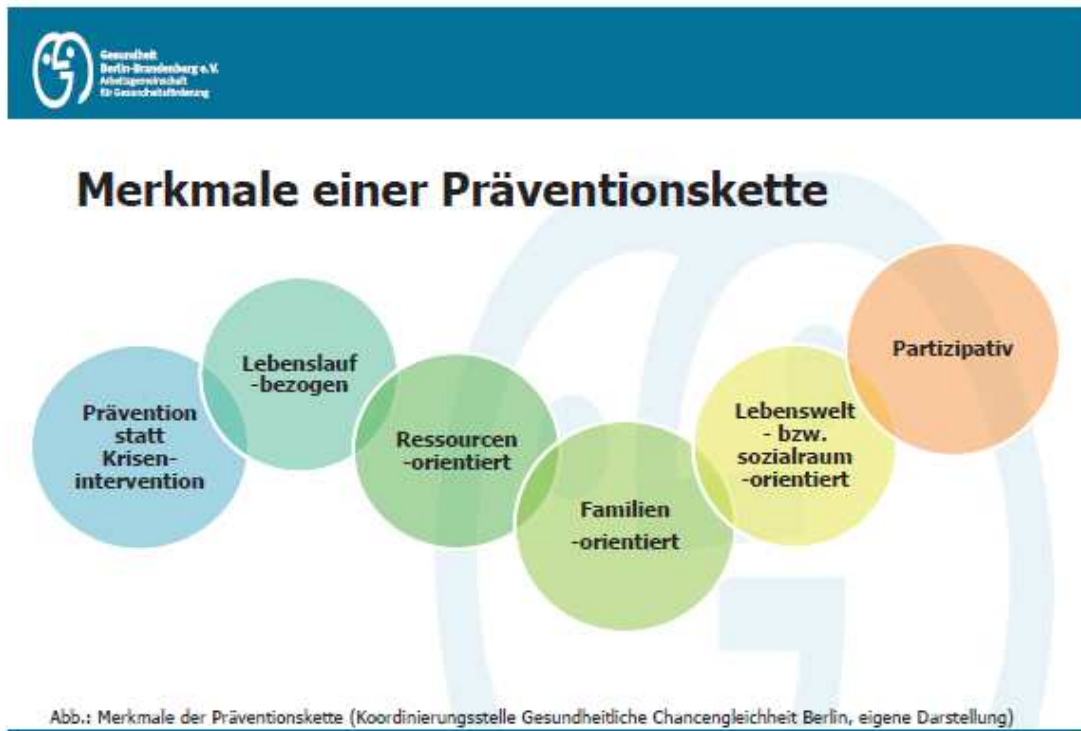 Gesundheit
Berlin-Brandenburg e.V.
Arbeitsgemeinschaft
für Gesundheitsförderung
Merkmale einer Präventionskette
Prävention
statt
Krisen-
intervention
Lebenslauf
-bezogen
Ressourcen
-orientiert
Familien
-orientiert
Lebenswelt
- bzw.
sozialraum
-orientiert
Partizipativ
Abb.: Merkmale der Präventionskette (Koordinierungsstelle Gesundheitliche Chancengleichheit Berlin, eigene Darstellung)